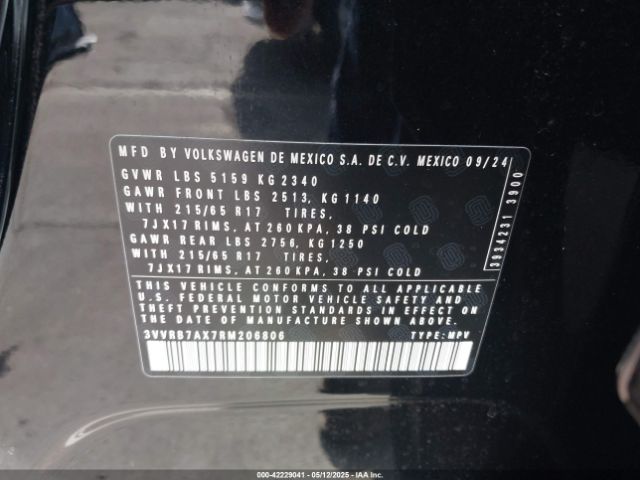 MFD BY VOLKSWAGEN DE MEXICO S.A. DE C.V. MEXICO 09/24
GVWR LBS 5159 KG 2340
GAWR FRONT LBS 2513, KG 1140
WITH 215/65 R17 TIRES,
7JX17 RIMS, AT 260 KPA, 38 PSI COLD
GAWR REAR LBS 2756, KG 1250
WITH 215/65 R17 TIRES,
7JX17 RIMS, AT 260 KPA, 38 PSI COLD
THIS VEHICLE CONFORMS TO ALL APPLICABLE
U.S. FEDERAL MOTOR VEHICLE SAFETY AND
THEFT PREVENTION STANDARDS IN EFFECT ON
THE DATE OF MANUFACTURE SHOWN ABOVE
3VVRB7AX7RM206806 TYPE: MPV
3934231 3900
000-42229041 - 05/12/2025 - IAAI.COM